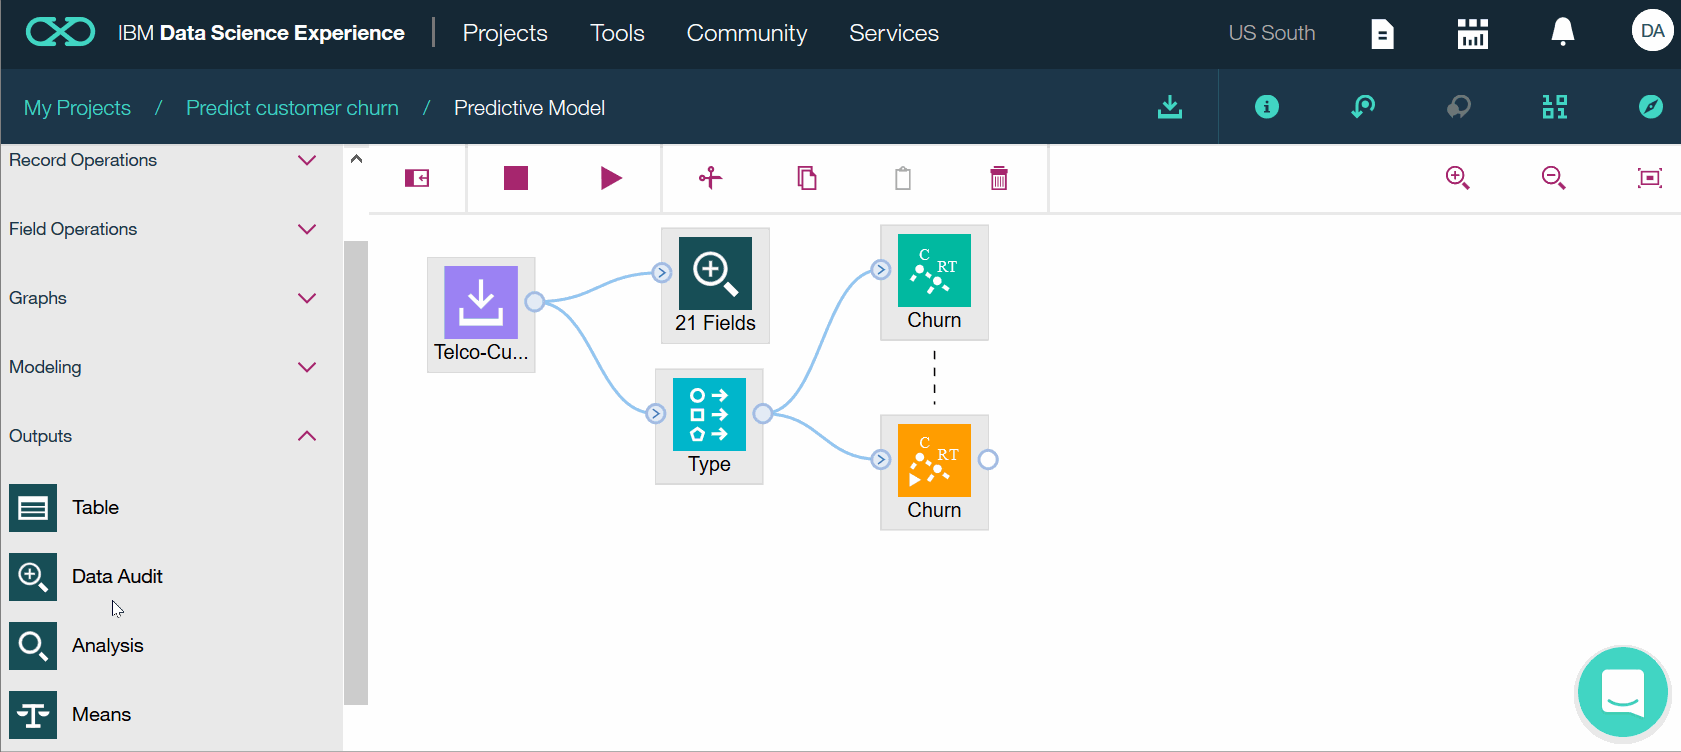 IBM Data Science Experience
Projects
Tools
Community
Services
US South
DA
My Projects / Predict customer churn / Predictive Model
Record Operations
Field Operations
Graphs
Modeling
Outputs
Table
Data Audit
Analysis
Means
Telco-Cu...
21 Fields
Type
C RT
Churn
C RT
Churn